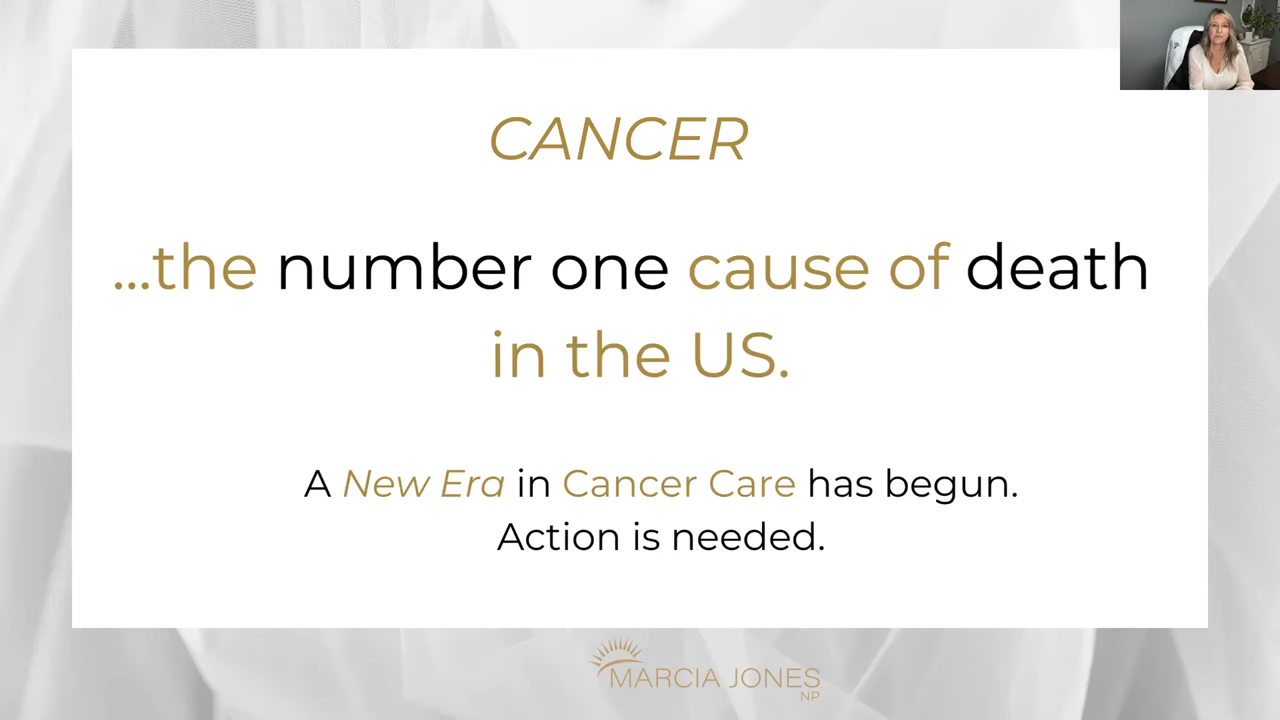 CANCER
...the number one cause of death
in the US.
A New Era in Cancer Care has begun.
Action is needed.
MARCIA JONES
NP